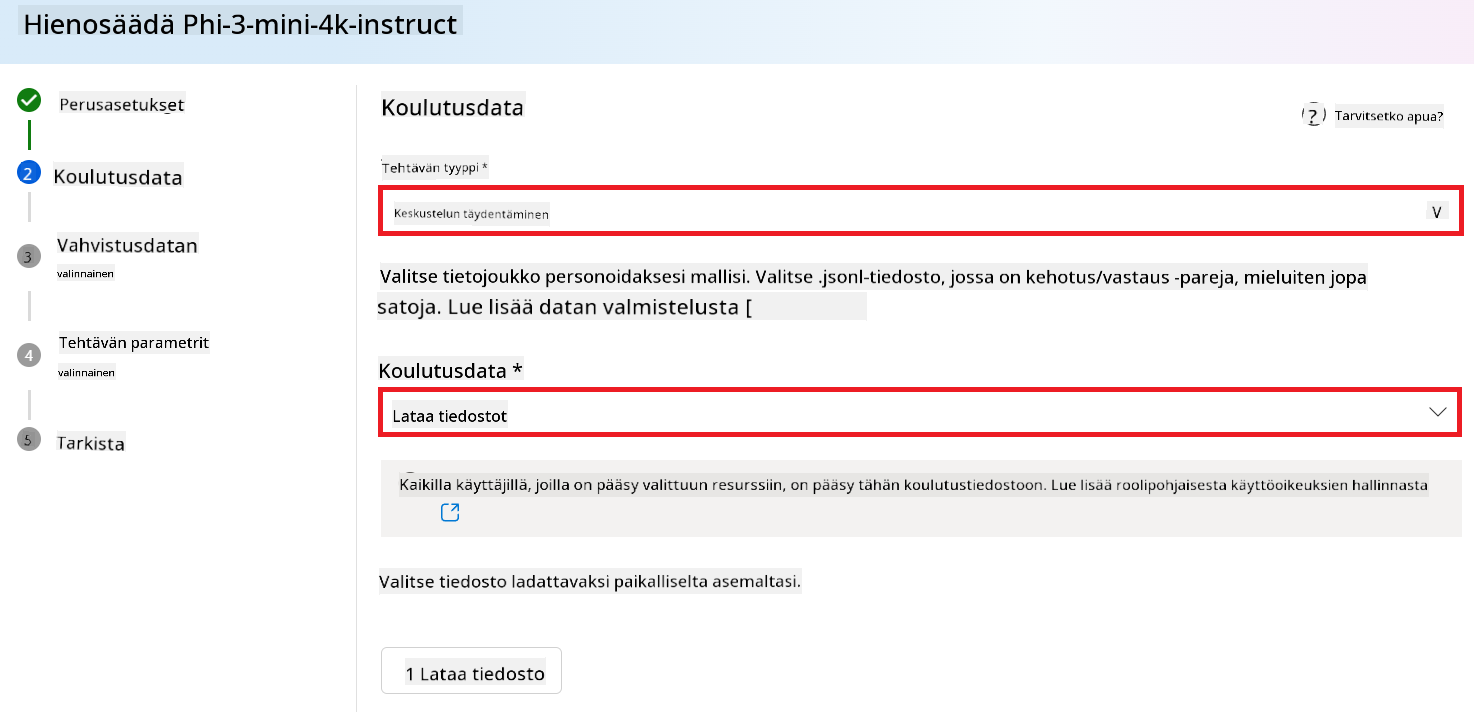 Hienosäädä Phi-3-mini-4k-instruct
Perusasetukset
2 Koulutusdata
3 Vahvistusdatan
valinnainen
4 Tehtävän parametrit
valinnainen
5 Tarkista
Koulutusdata
? Tarvitsetko apua?
Tehtävän tyyppi *
Keskustelun täydentäminen V
Valitse tietojoukko personoidaksesi mallisi. Valitse .jsonl-tiedosto, jossa on kehotus/vastaus -pareja, mieluiten jopa
satoja. Lue lisää datan valmistelusta [
Koulutusdata *
Lataa tiedostot
Kaikilla käyttäjillä, joilla on pääsy valittuun resurssiin, on pääsy tähän koulutustiedostoon. Lue lisää roolipohjaisesta käyttöoikeuksien hallinnasta
Valitse tiedosto ladattavaksi paikalliselta asemaltasi.
1 Lataa tiedosto